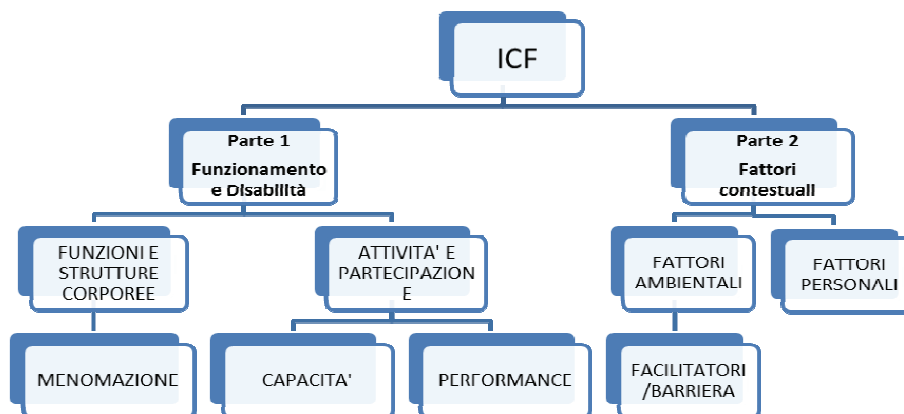 ICF
Parte 1
Funzionamento
e Disabilità
Parte 2
Fattori
contestuali
FUNZIONI E
STRUTTURE
CORPOREE
ATTIVITA' E
PARTECIPAZION
E
FATTORI
AMBIENTALI
FATTORI
PERSONALI
MENOMAZIONE
CAPACITA'
PERFORMANCE
FACILITATORI
/BARRIERA